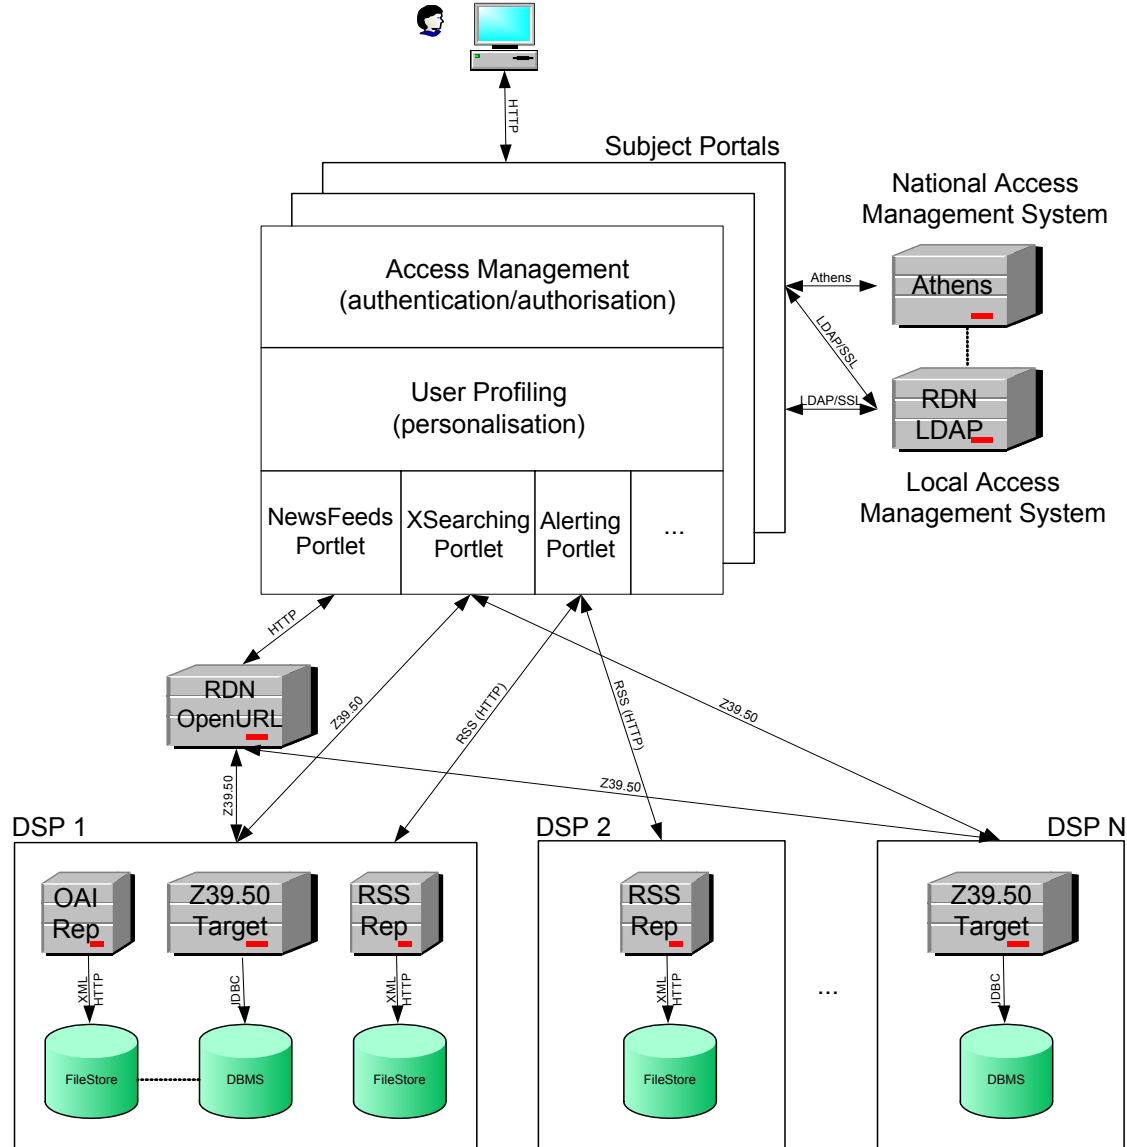 HTTP
Subject Portals
National Access
Management System
Access Management
(authentication/authorisation)
Athens
Athens
LDAP/SSL
User Profiling
(personalisation)
LDAP/SSL
RDN
LDAP
Local Access
Management System
NewsFeeds
Portlet
XSearching
Portlet
Alerting
Portlet
...
HTTP
RDN
OpenURL
Z39.50
RSS (HTTP)
RSS (HTTP)
Z39.50
Z39.50
Z39.50
DSP 1
DSP 2
DSP N
OAI
Rep
Z39.50
Target
RSS
Rep
RSS
Rep
Z39.50
Target
XML
HTTP
JDBC
XML
HTTP
XML
HTTP
...
JDBC
FileStore
DBMS
FileStore
FileStore
DBMS